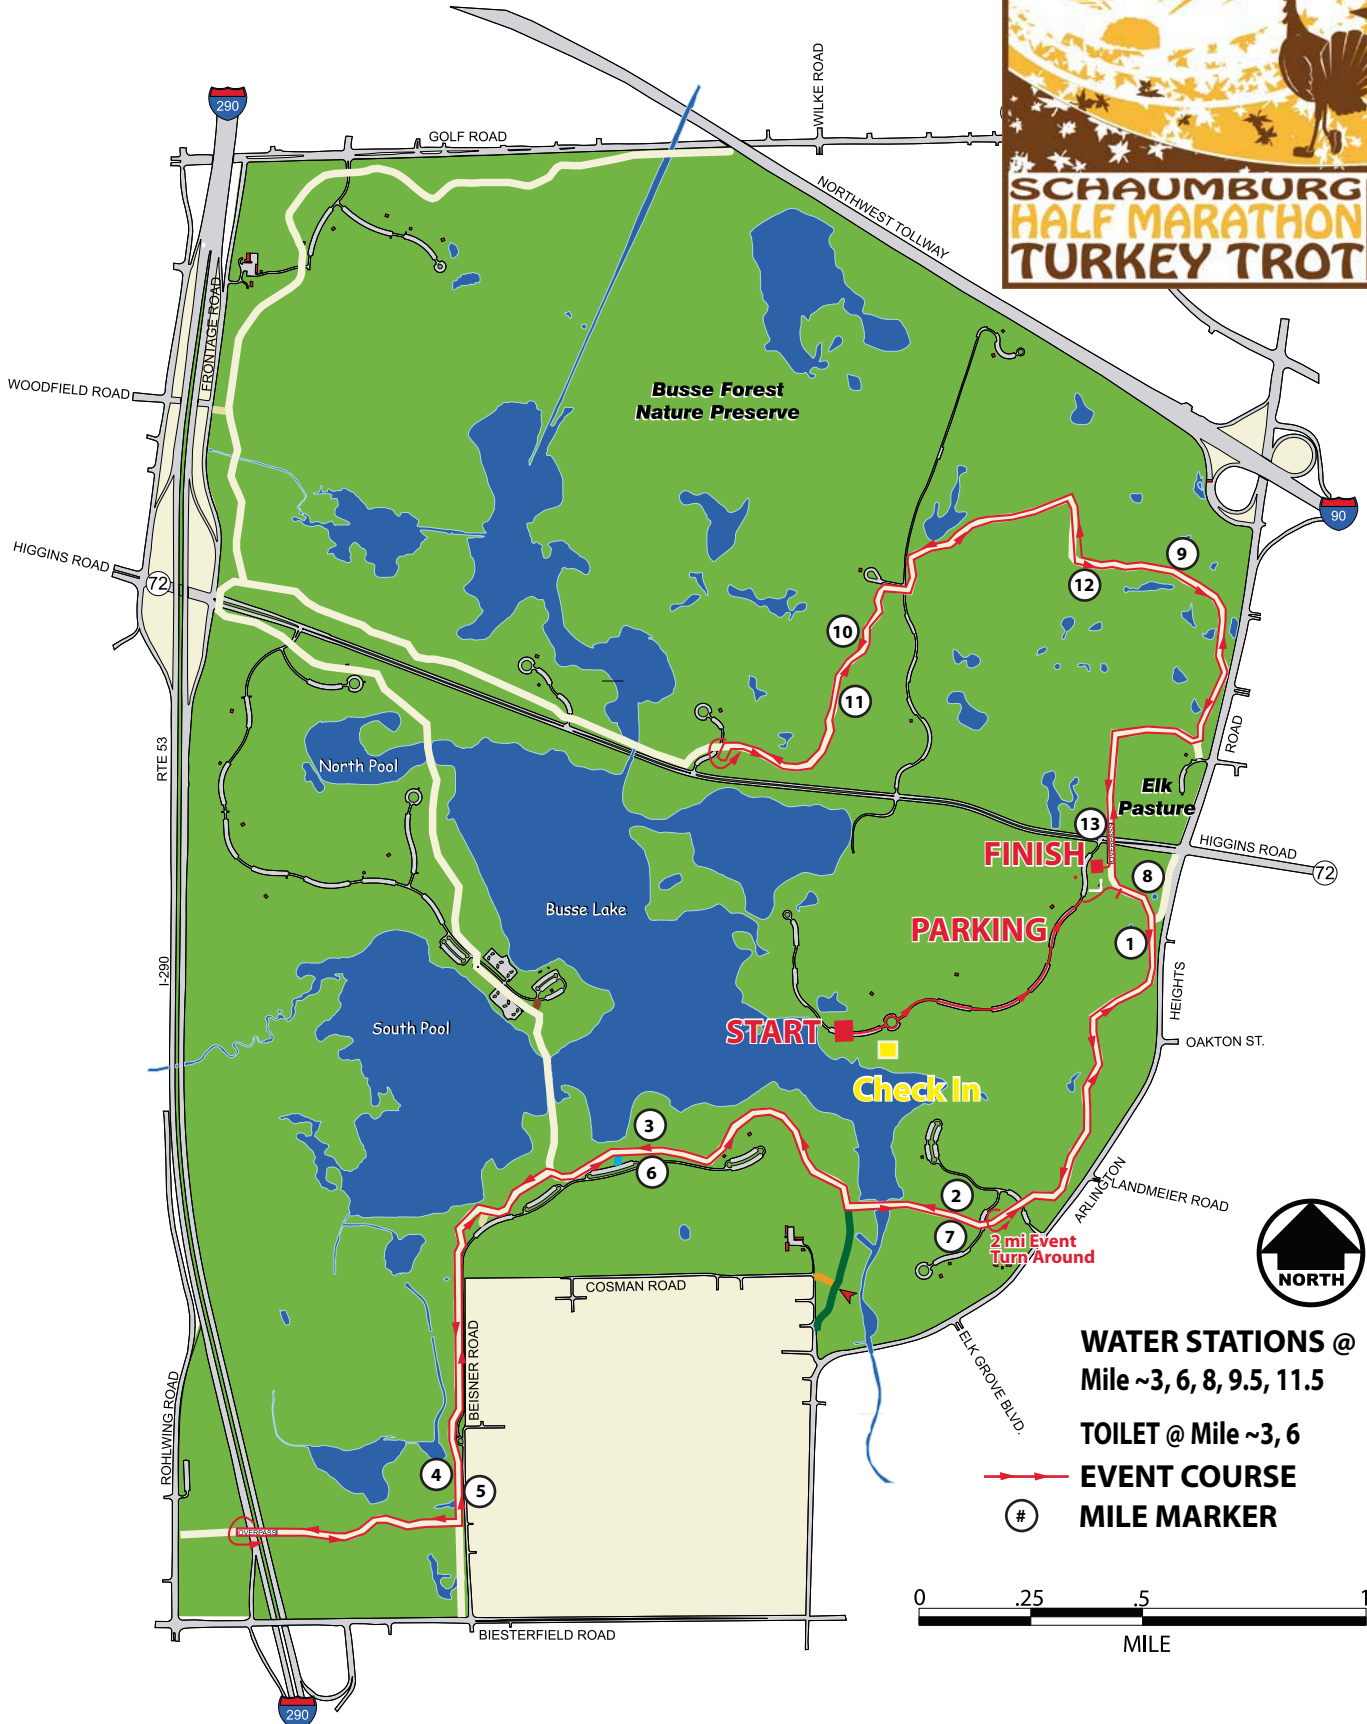 SCHAUMBURG
HALF MARATHON
TURKEY TROT
290
GOLF ROAD
WILKE ROAD
NORTHWEST TOLLWAY
FRONTAGE ROAD
WOODFIELD ROAD
Busse Forest
Nature Preserve
90
HIGGINS ROAD
72
9
12
10
11
ROAD
RTE 53
North Pool
Elk
Pasture
13
OVERPASS
HIGGINS ROAD
72
FINISH
8
Busse Lake
PARKING
1
I-290
HEIGHTS
South Pool
START
OAKTON ST.
Check In
3
6
2
7
ARLINGTON
LANDMEIER ROAD
2 mi Event
Turn Around
NORTH
COSMAN ROAD
BEISNER ROAD
ELK GROVE BLVD.
ROHLWING ROAD
4
5
OVERPASS
WATER STATIONS @
Mile ~3, 6, 8, 9.5, 11.5
TOILET @ Mile ~3, 6
EVENT COURSE
# MILE MARKER
0 .25 .5 1
MILE
BIESTERFIELD ROAD
290